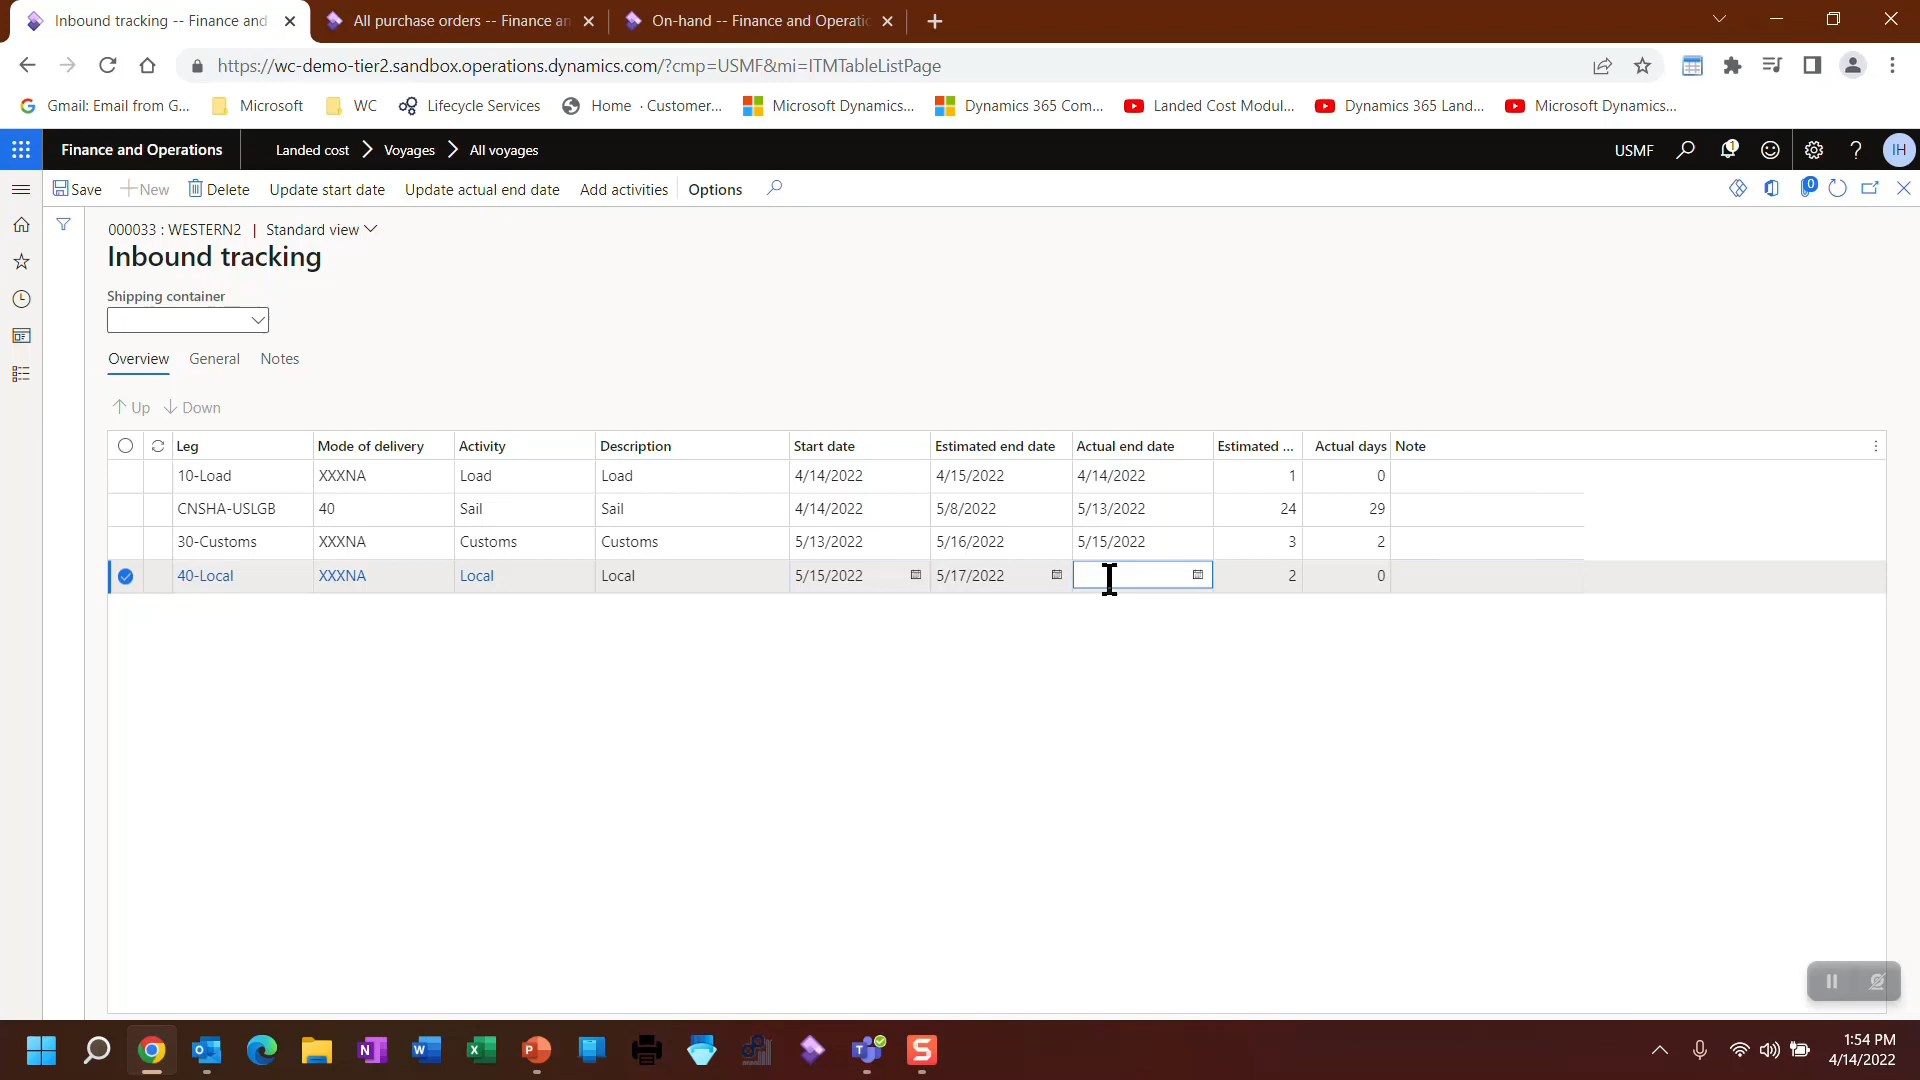 Inbound tracking -- Finance and
All purchase orders -- Finance an
On-hand -- Finance and Operatic
https://wc-demo-tier2.sandbox.operations.dynamics.com/?cmp=USMF&mi=ITMTableListPage
Gmail: Email from G...
Microsoft
WC
Lifecycle Services
Home · Customer...
Microsoft Dynamics...
Dynamics 365 Com...
Landed Cost Modul...
Dynamics 365 Land...
Microsoft Dynamics...
Finance and Operations
Landed cost > Voyages > All voyages
USMF
1
?
IH
Save
New
Delete
Update start date
Update actual end date
Add activities
Options
0
000033 : WESTERN2 | Standard view
Inbound tracking
Shipping container
Overview General Notes
Up Down
Leg Mode of delivery Activity Description Start date Estimated end date Actual end date Estimated ... Actual days Note
10-Load XXXNA Load Load 4/14/2022 4/15/2022 4/14/2022 1 0
CNSHA-USLGB 40 Sail Sail 4/14/2022 5/8/2022 5/13/2022 24 29
30-Customs XXXNA Customs Customs 5/13/2022 5/16/2022 5/15/2022 3 2
40-Local XXXNA Local Local 5/15/2022 5/17/2022 2 0
1:54 PM
4/14/2022